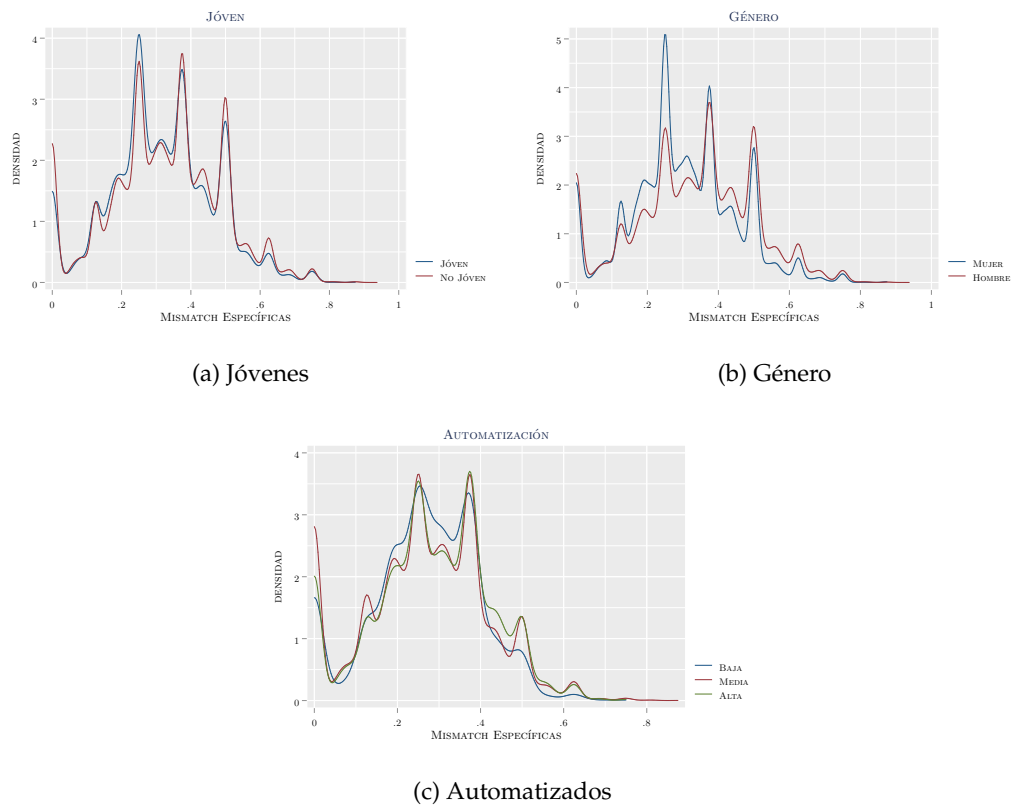 JÓVEN
DENSIDAD
4
3
2
1
0
0
.2
.4
.6
.8
1
MISMATCH ESPECÍFICAS
JÓVEN
NO JÓVEN
(a) Jóvenes
GÉNERO
DENSIDAD
5
4
3
2
1
0
0
.2
.4
.6
.8
1
MISMATCH ESPECÍFICAS
MUJER
HOMBRE
(b) Género
AUTOMATIZACIÓN
DENSIDAD
4
3
2
1
0
0
.2
.4
.6
.8
MISMATCH ESPECÍFICAS
BAJA
MEDIA
ALTA
(c) Automatizados